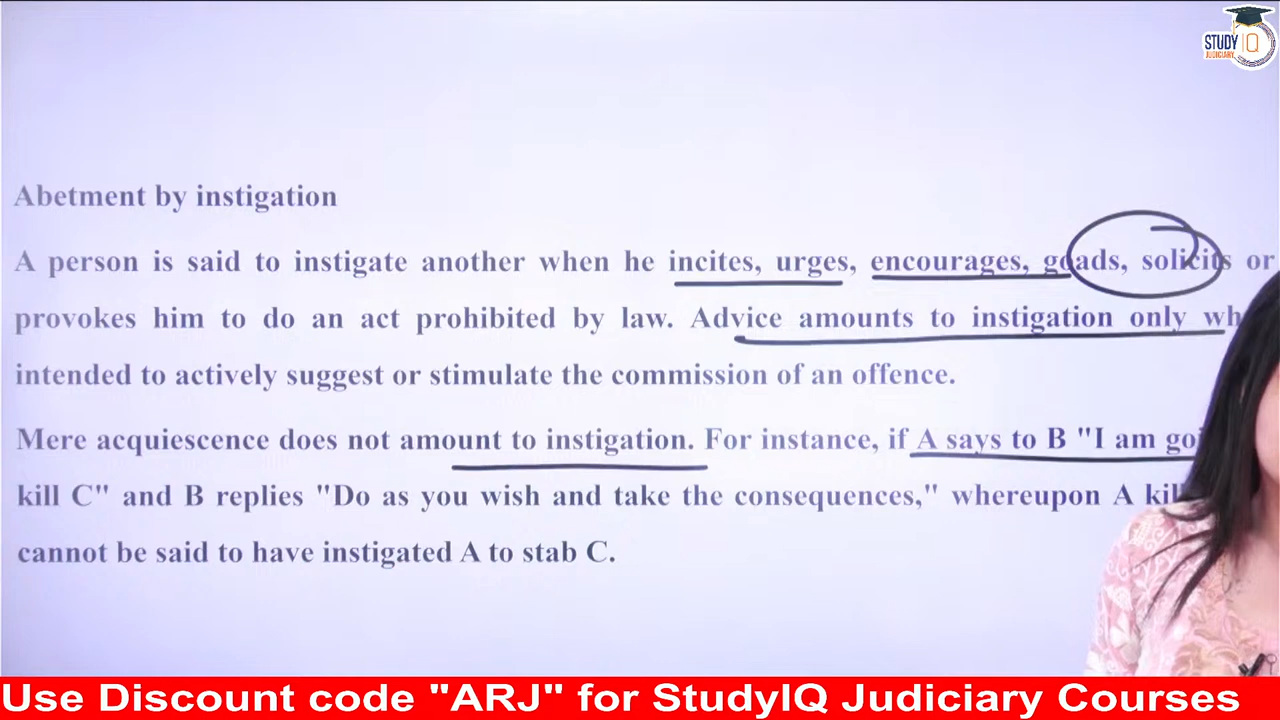 STUDY IQ
JUDICIARY
Abetment by instigation
A person is said to instigate another when he incites, urges, encourages, goads, solicits or
provokes him to do an act prohibited by law. Advice amounts to instigation only
intended to actively suggest or stimulate the commission of an offence.
Mere acquiescence does not amount to instigation. For instance, if A says to B "I am
kill C" and B replies "Do as you wish and take the consequences," whereupon A
cannot be said to have instigated A to stab C.
Use Discount code "ARJ" for StudyIQ Judiciary Courses